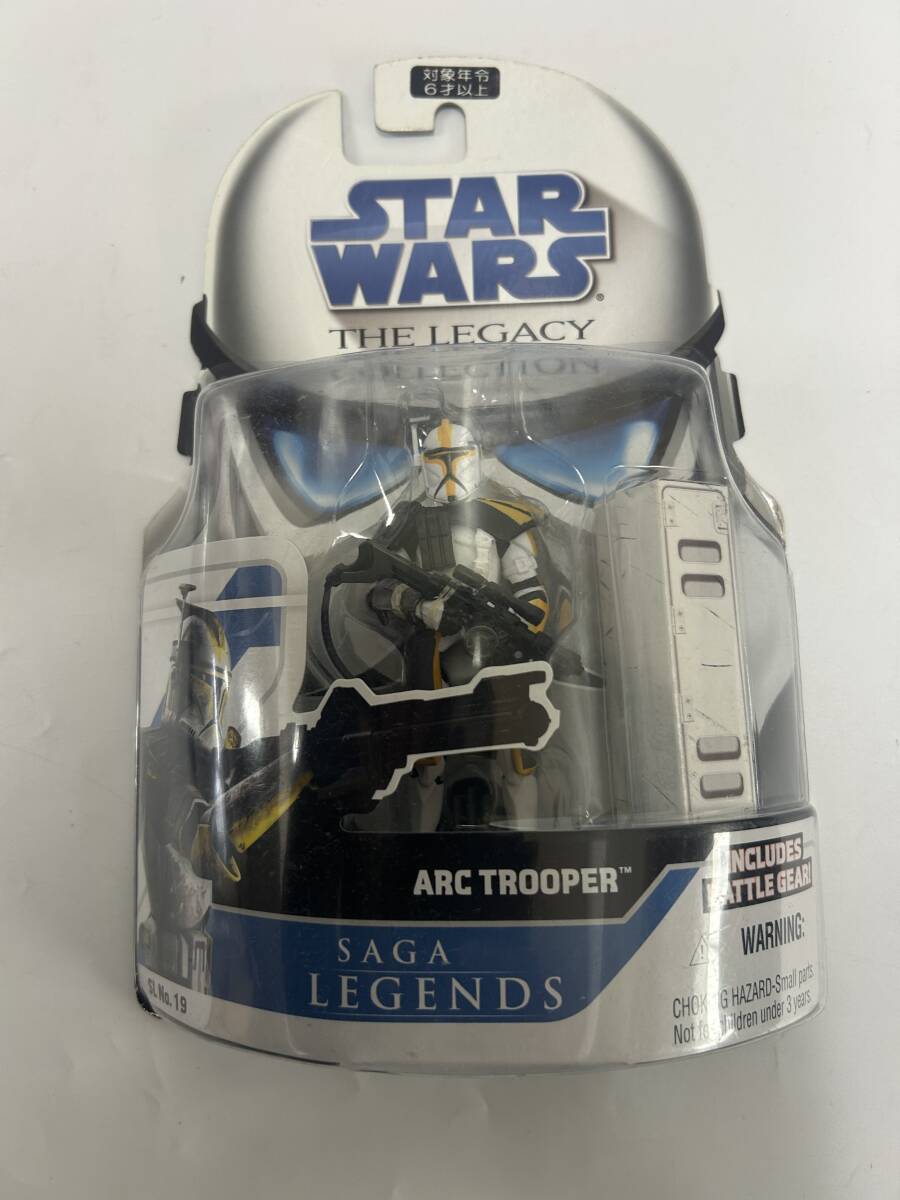 対象年令
6才以上
STAR
WARS®
THE LEGACY
COLLECTION
ARC TROOPER™
INCLUDES
BATTLE GEAR!
SAGA
LEGENDS
WARNING:
CHOKING HAZARD-Small parts.
Not for children under 3 years.
SL No. 19